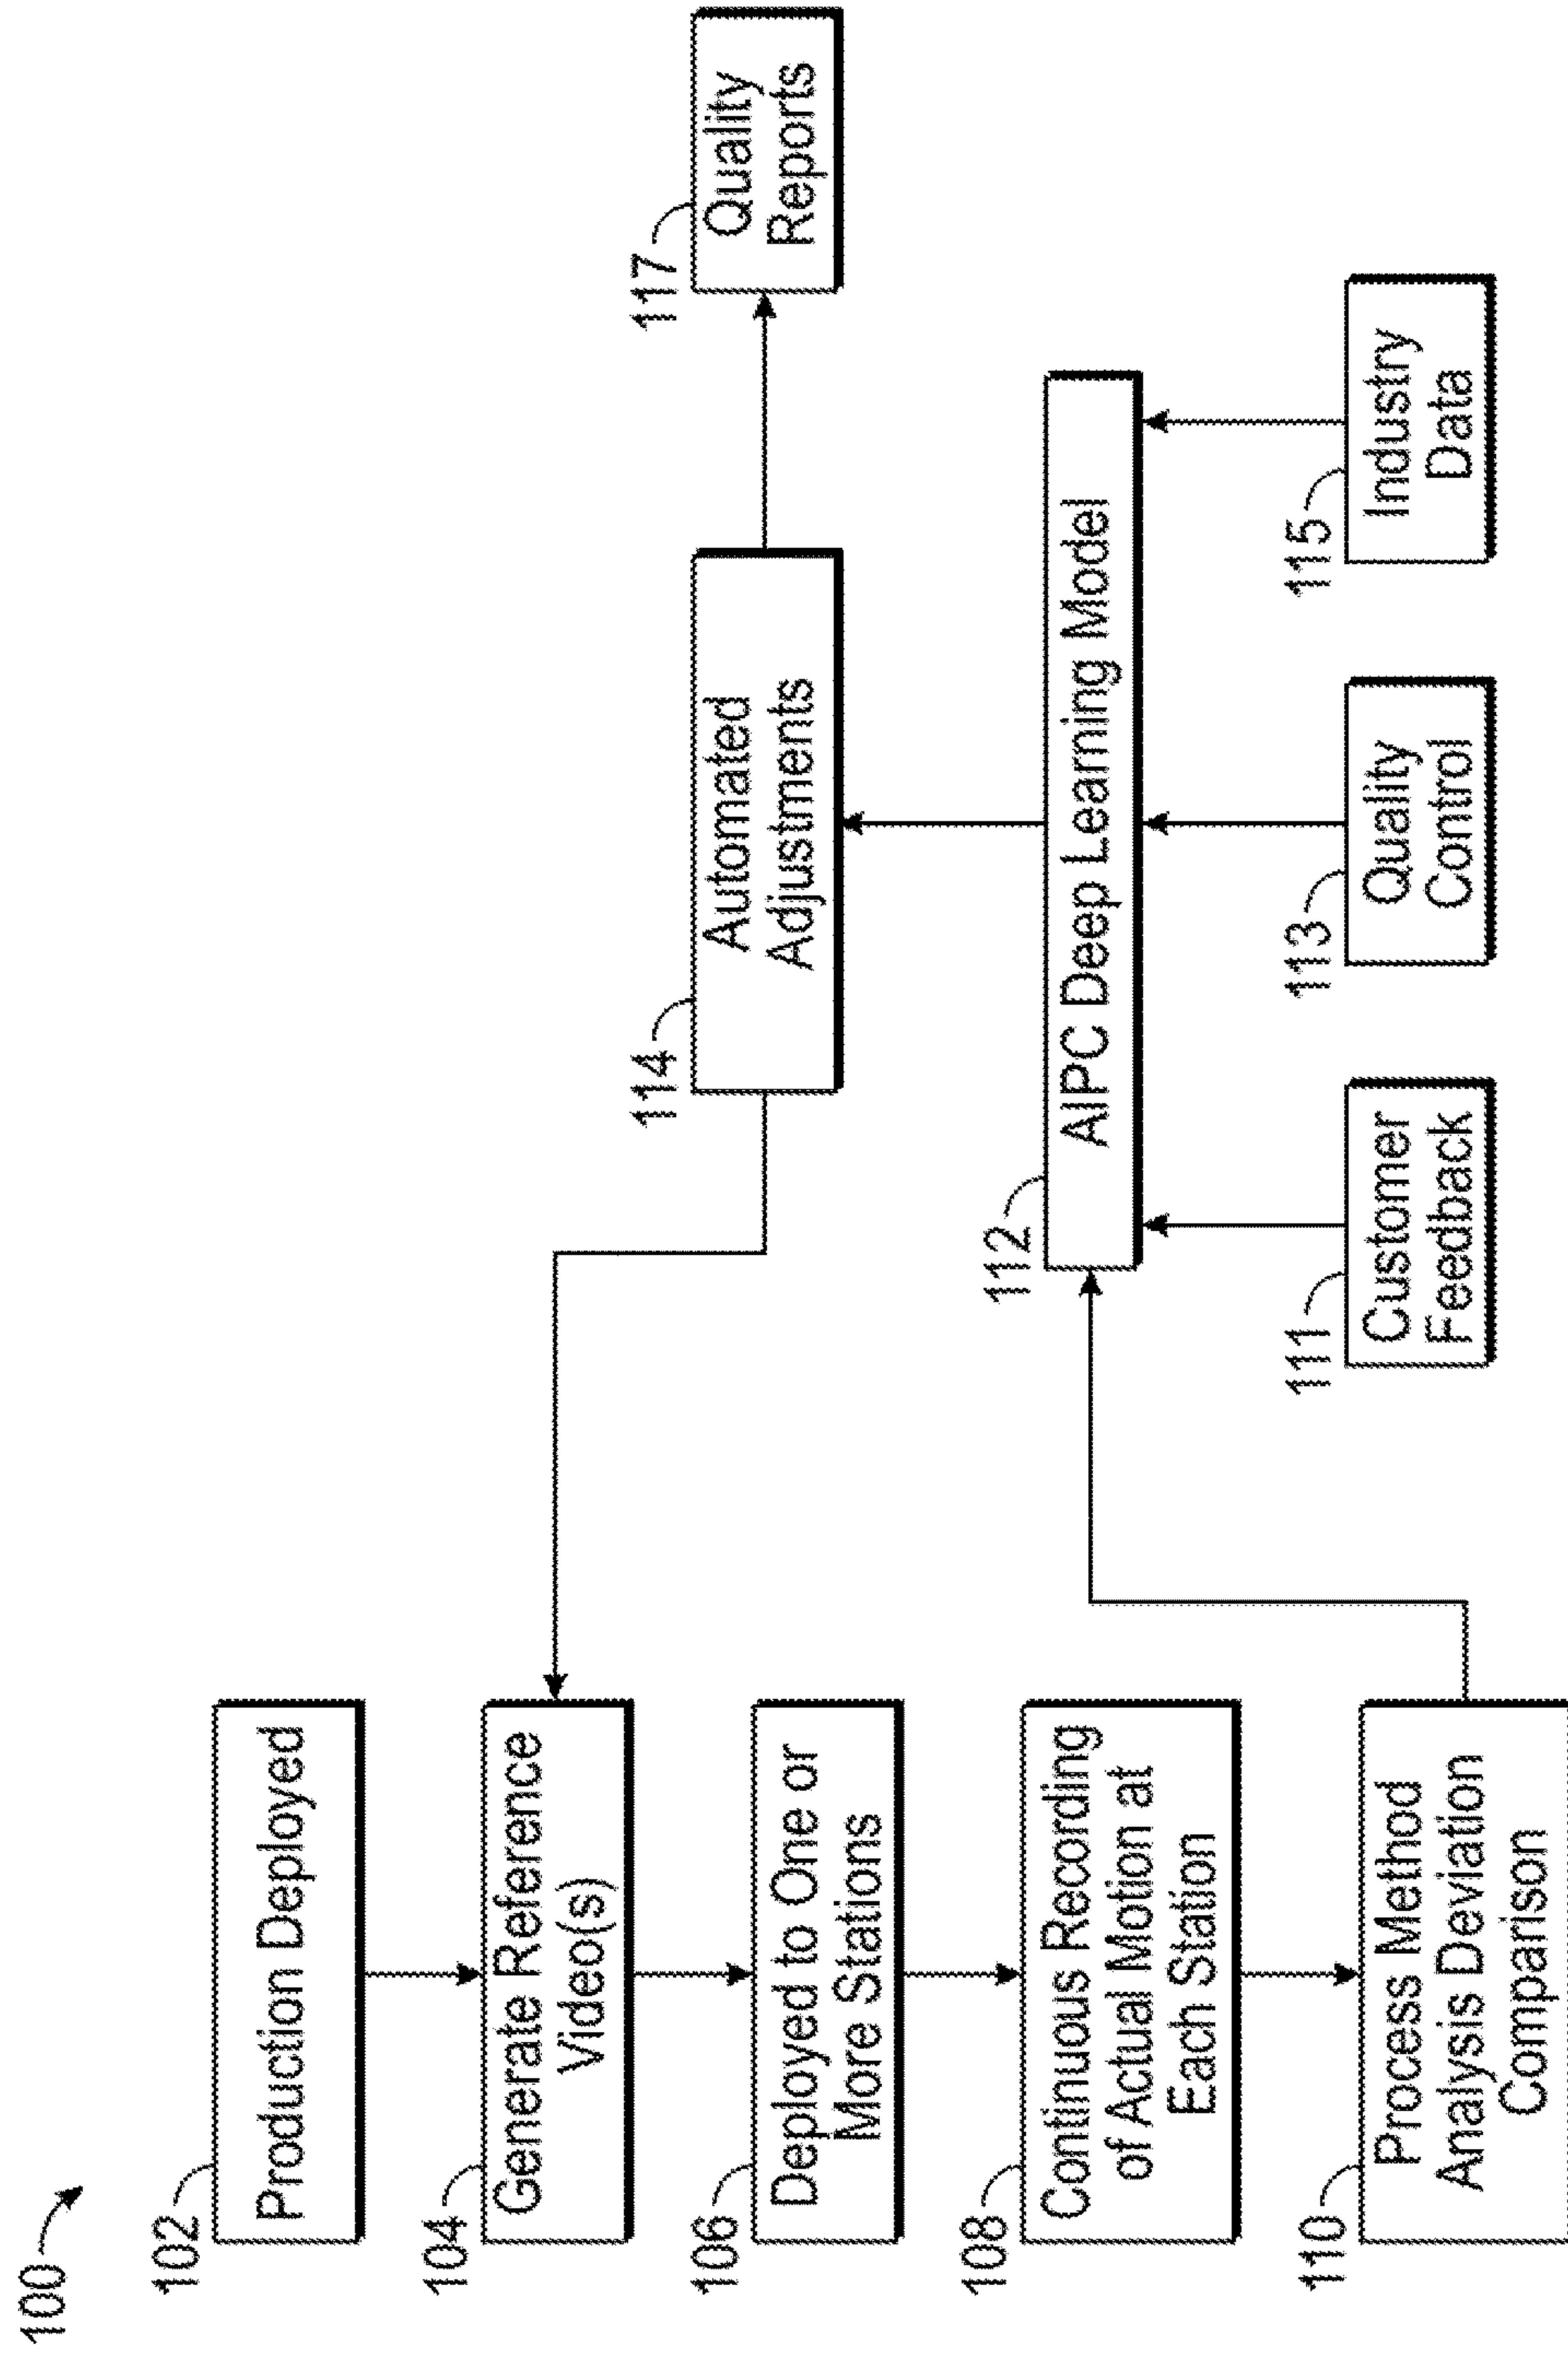 100
102
Production Deployed
104
Generate Reference
Video(s)
106
Deployed to One or
More Stations
108
Continuous Recording
of Actual Motion at
Each Station
110
Process Method
Analysis Deviation
Comparison
114
Automated
Adjustments
117
Quality
Reports
112
AIPC Deep Learning Model
111
Customer
Feedback
113
Quality
Control
115
Industry
Data